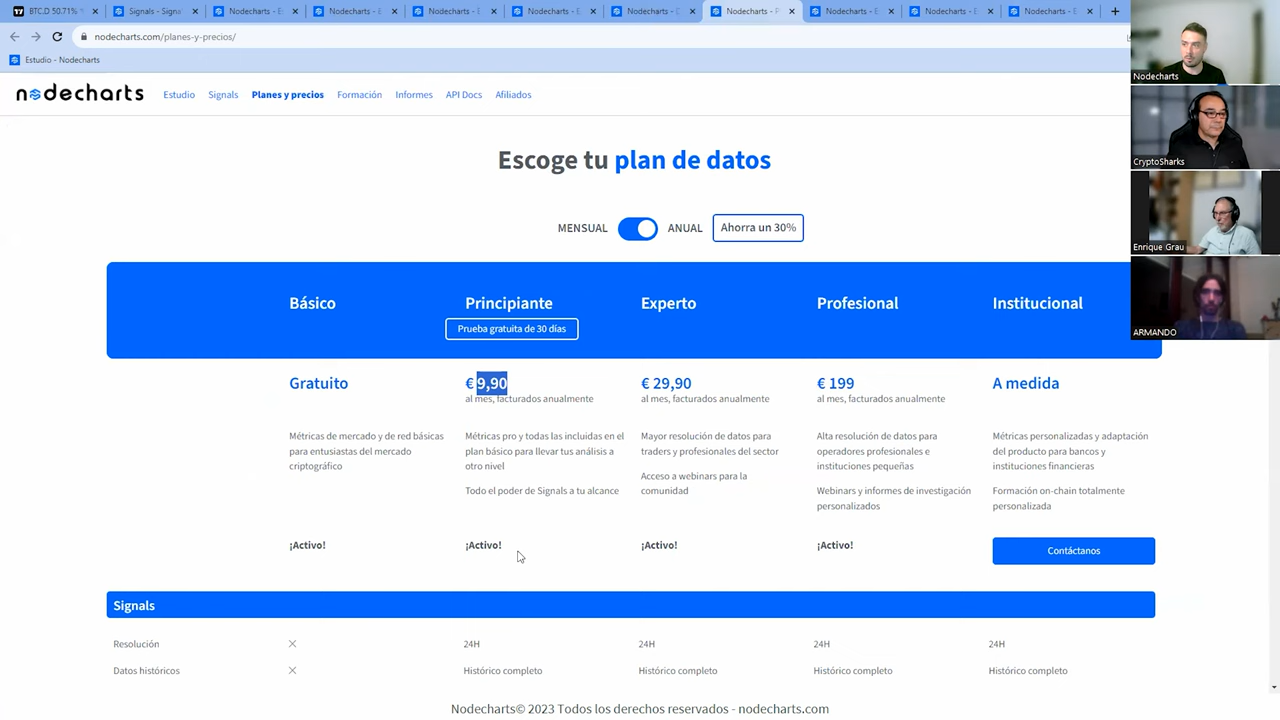 BTC.D 50.71%
Signals - Signa
Nodecharts - E
Nodecharts - E
Nodecharts - E
Nodecharts - E
Nodecharts -
Nodecharts - P
Nodecharts - E
Nodecharts - E
Nodecharts - E
nodecharts.com/planes-y-precios/
Estudio - Nodecharts
nodecharts
Estudio
Signals
Planes y precios
Formación
Informes
API Docs
Afiliados
Nodecharts
CryptoSharks
Enrique Grau
ARMANDO
Escoge tu plan de datos
MENSUAL
ANUAL
Ahorra un 30%
Básico
Principiante
Experto
Profesional
Institucional
Prueba gratuita de 30 días
Gratuito
€ 9,90
€ 29,90
€ 199
A medida
al mes, facturados anualmente
al mes, facturados anualmente
al mes, facturados anualmente
Métricas de mercado y de red básicas
para entusiastas del mercado
criptográfico
Métricas pro y todas las incluidas en el
plan básico para llevar tus análisis a
otro nivel
Todo el poder de Signals a tu alcance
Mayor resolución de datos para
traders y profesionales del sector
Acceso a webinars para la
comunidad
Alta resolución de datos para
operadores profesionales e
instituciones pequeñas
Webinars y informes de investigación
personalizados
Métricas personalizadas y adaptación
del producto para bancos y
instituciones financieras
Formación on-chain totalmente
personalizada
¡Activo!
¡Activo!
¡Activo!
¡Activo!
Contáctanos
Signals
Resolución
24H
24H
24H
24H
Datos históricos
Histórico completo
Histórico completo
Histórico completo
Histórico completo
Nodecharts© 2023 Todos los derechos reservados - nodecharts.com